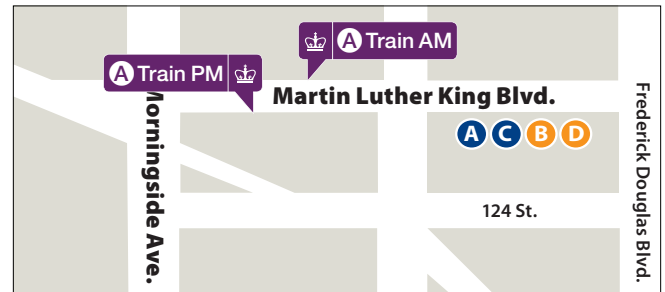 A Train AM
A Train PM
Martin Luther King Blvd.
A C B D
Morningside Ave.
124 St.
Frederick Douglas Blvd.